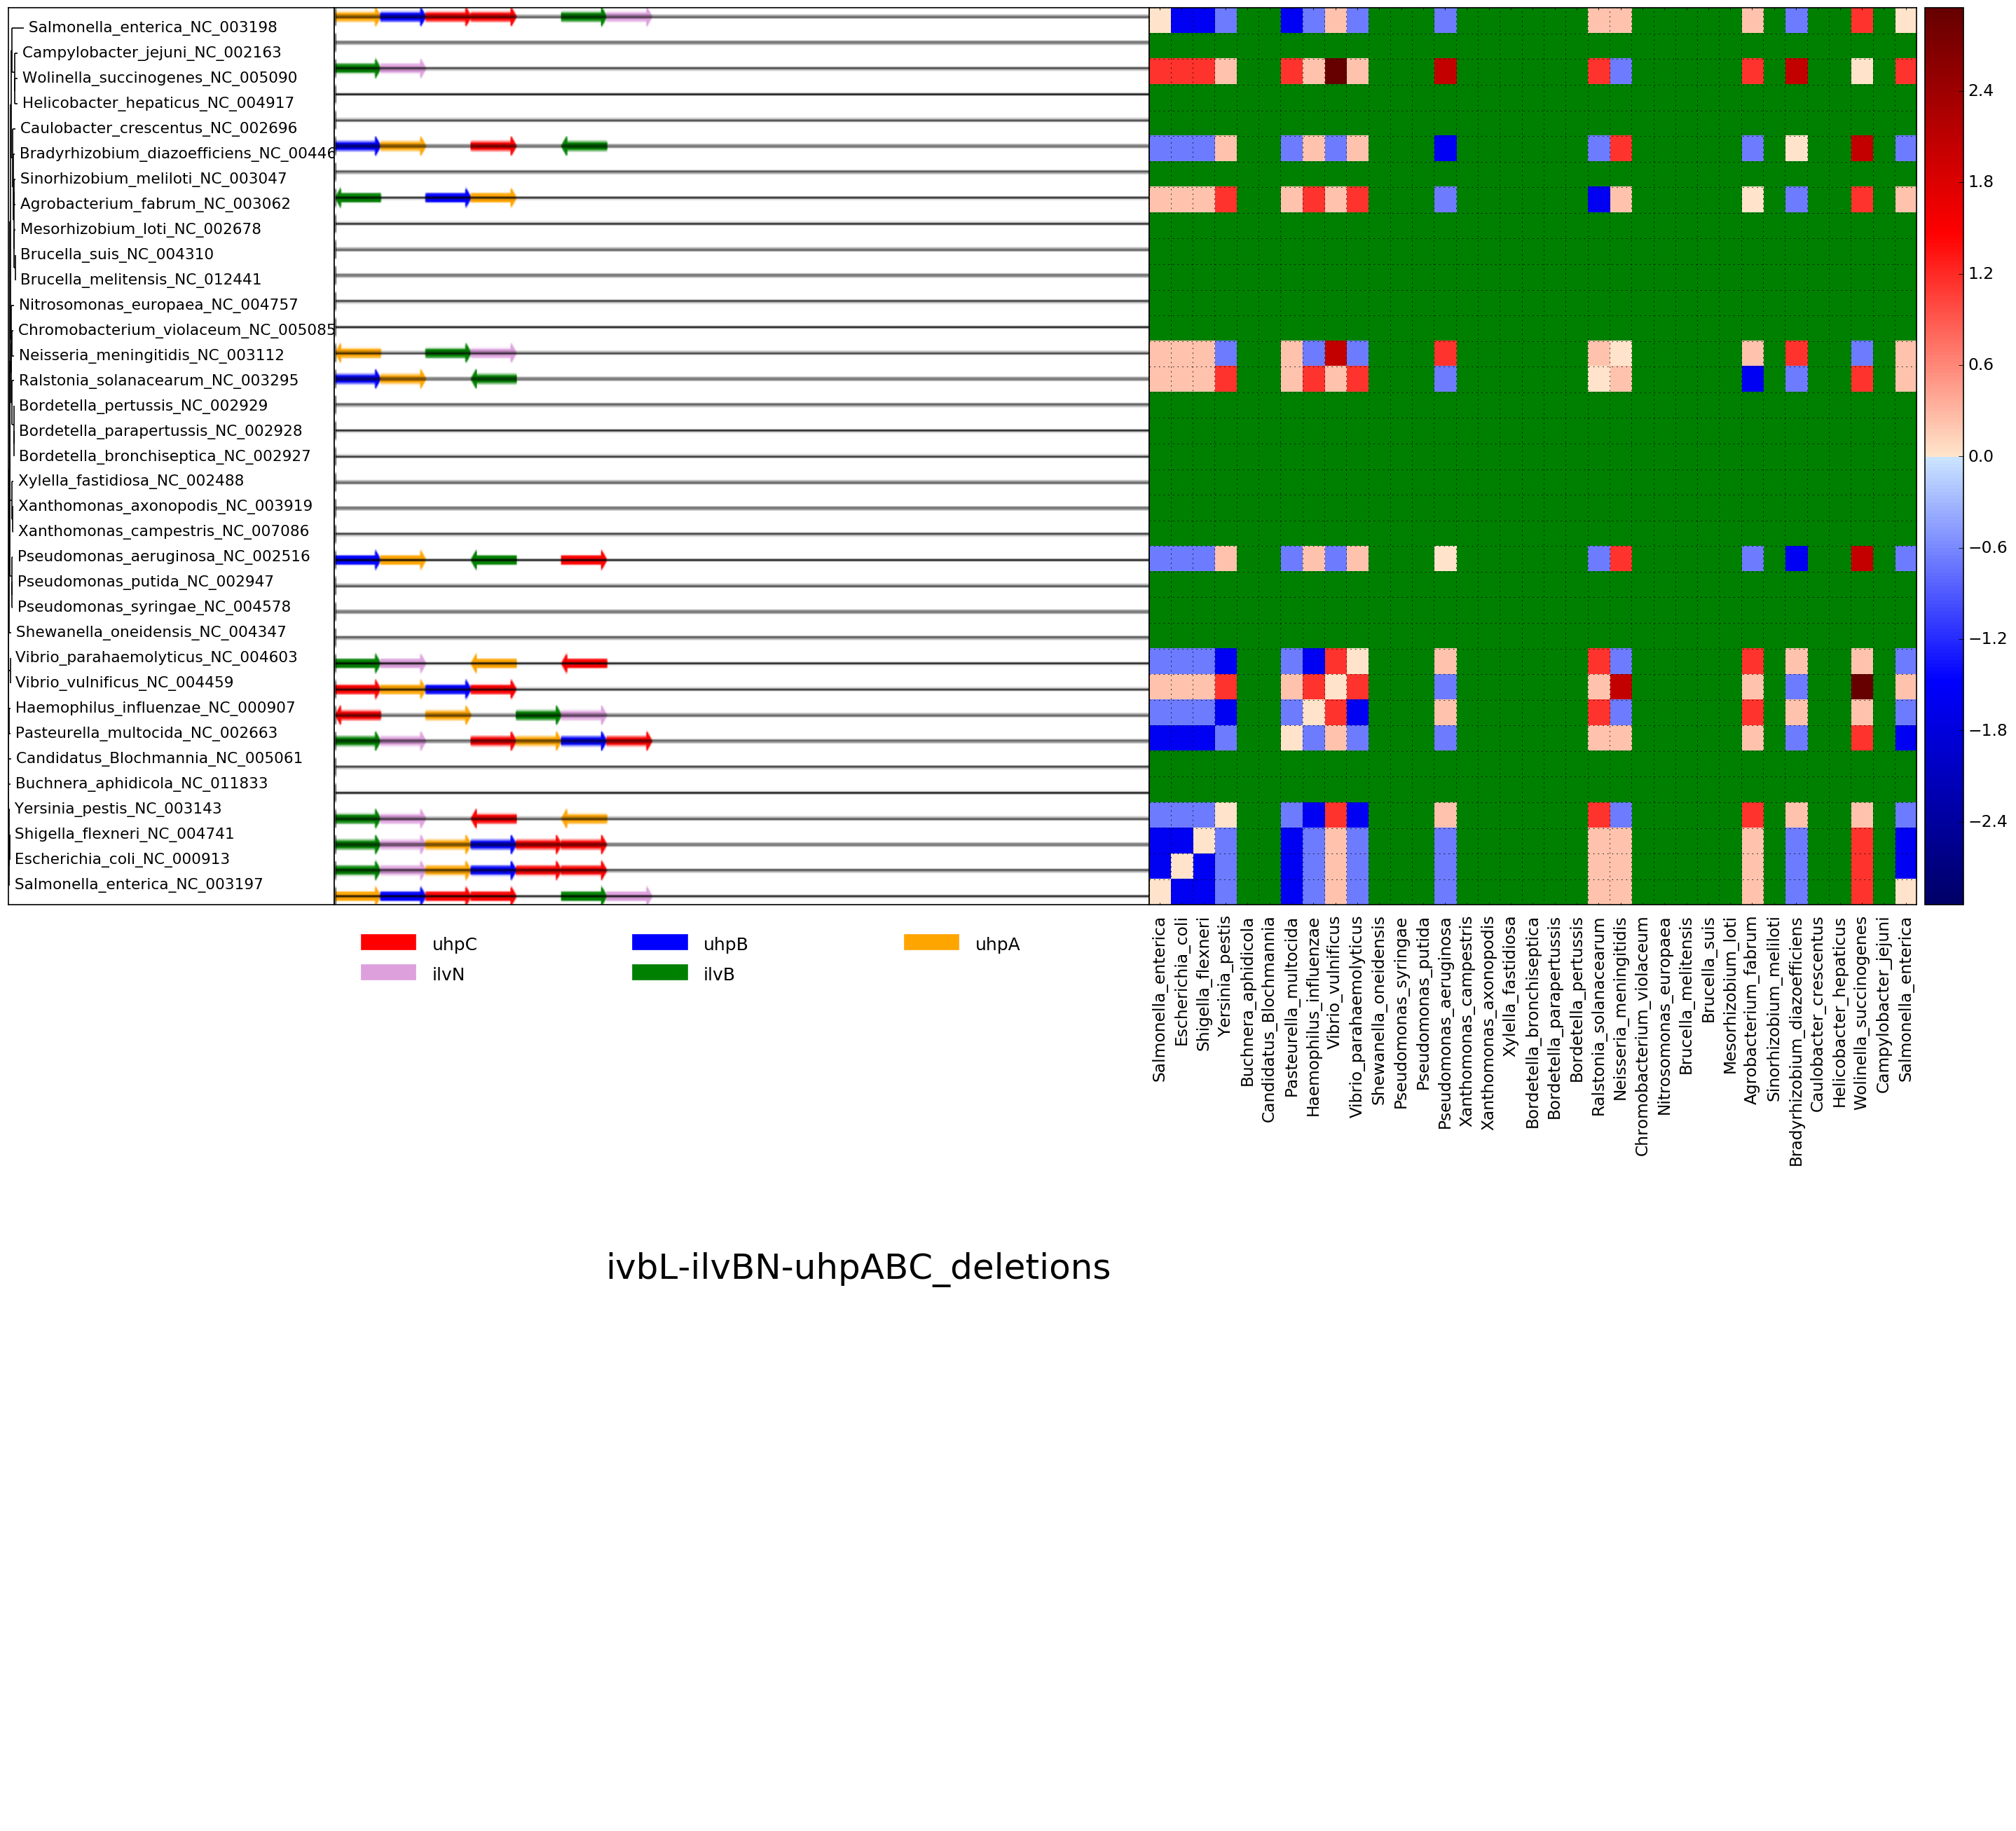 Salmonella_enterica_NC_003198
Campylobacter_jejuni_NC_002163
Wolinella_succinogenes_NC_005090
Helicobacter_hepaticus_NC_004917
Caulobacter_crescentus_NC_002696
Bradyrhizobium_diazoefficiens_NC_00446
Sinorhizobium_meliloti_NC_003047
Agrobacterium_fabrum_NC_003062
Mesorhizobium_loti_NC_002678
Brucella_suis_NC_004310
Brucella_melitensis_NC_012441
Nitrosomonas_europaea_NC_004757
Chromobacterium_violaceum_NC_005085
Neisseria_meningitidis_NC_003112
Ralstonia_solanacearum_NC_003295
Bordetella_pertussis_NC_002929
Bordetella_parapertussis_NC_002928
Bordetella_bronchiseptica_NC_002927
Xylella_fastidiosa_NC_002488
Xanthomonas_axonopodis_NC_003919
Xanthomonas_campestris_NC_007086
Pseudomonas_aeruginosa_NC_002516
Pseudomonas_putida_NC_002947
Pseudomonas_syringae_NC_004578
Shewanella_oneidensis_NC_004347
Vibrio_parahaemolyticus_NC_004603
Vibrio_vulnificus_NC_004459
Haemophilus_influenzae_NC_000907
Pasteurella_multocida_NC_002663
Candidatus_Blochmannia_NC_005061
Buchnera_aphidicola_NC_011833
Yersinia_pestis_NC_003143
Shigella_flexneri_NC_004741
Escherichia_coli_NC_000913
Salmonella_enterica_NC_003197
2.4
1.8
1.2
0.6
0.0
−0.6
−1.2
−1.8
−2.4
Salmonella_enterica
Escherichia_coli
Shigella_flexneri
Yersinia_pestis
Buchnera_aphidicola
Candidatus_Blochmannia
Pasteurella_multocida
Haemophilus_influenzae
Vibrio_vulnificus
Vibrio_parahaemolyticus
Shewanella_oneidensis
Pseudomonas_syringae
Pseudomonas_putida
Pseudomonas_aeruginosa
Xanthomonas_campestris
Xanthomonas_axonopodis
Xylella_fastidiosa
Bordetella_bronchiseptica
Bordetella_parapertussis
Bordetella_pertussis
Ralstonia_solanacearum
Neisseria_meningitidis
Chromobacterium_violaceum
Nitrosomonas_europaea
Brucella_melitensis
Brucella_suis
Mesorhizobium_loti
Agrobacterium_fabrum
Sinorhizobium_meliloti
Bradyrhizobium_diazoefficiens
Caulobacter_crescentus
Helicobacter_hepaticus
Wolinella_succinogenes
Campylobacter_jejuni
Salmonella_enterica
uhpC uhpB uhpA
ilvN ilvB
ivbL-ilvBN-uhpABC_deletions